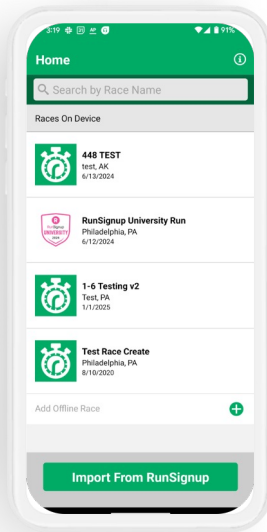 3:19
91%
Home
Search by Race Name
Races On Device
448 TEST
test, AK
6/13/2024
RunSignup
UNIVERSITY
RunSignup University Run
Philadelphia, PA
6/12/2024
1-6 Testing v2
Test, PA
1/1/2025
Test Race Create
Philadelphia, PA
8/10/2020
Add Offline Race
Import From RunSignup